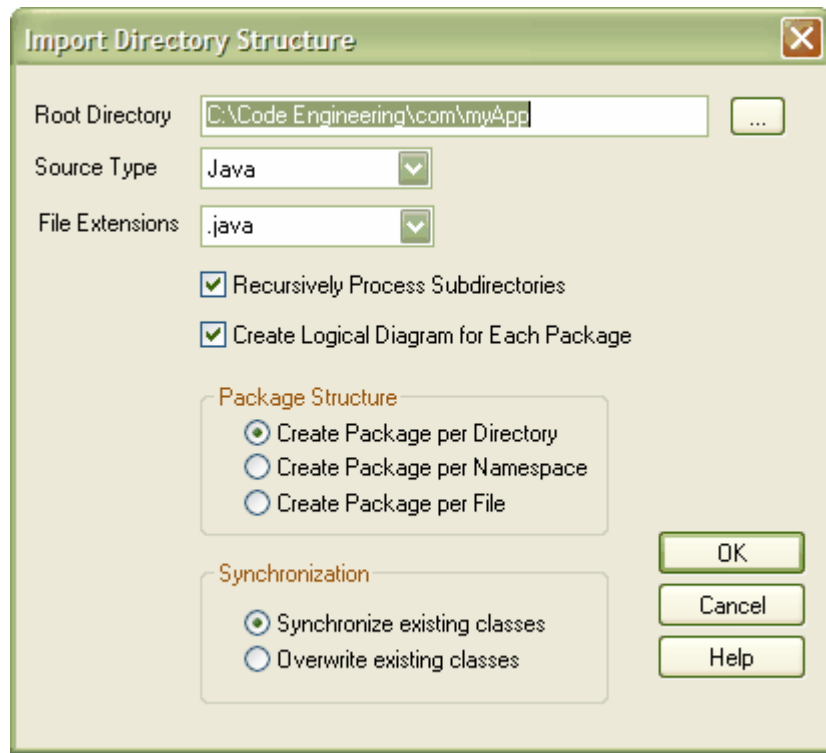 Import Directory Structure
Root Directory C:\Code Engineering\com\myApp ...
Source Type Java
File Extensions .java
Recursively Process Subdirectories
Create Logical Diagram for Each Package
Package Structure
Create Package per Directory
Create Package per Namespace
Create Package per File
OK
Synchronization
Cancel
Synchronize existing classes
Overwrite existing classes
Help